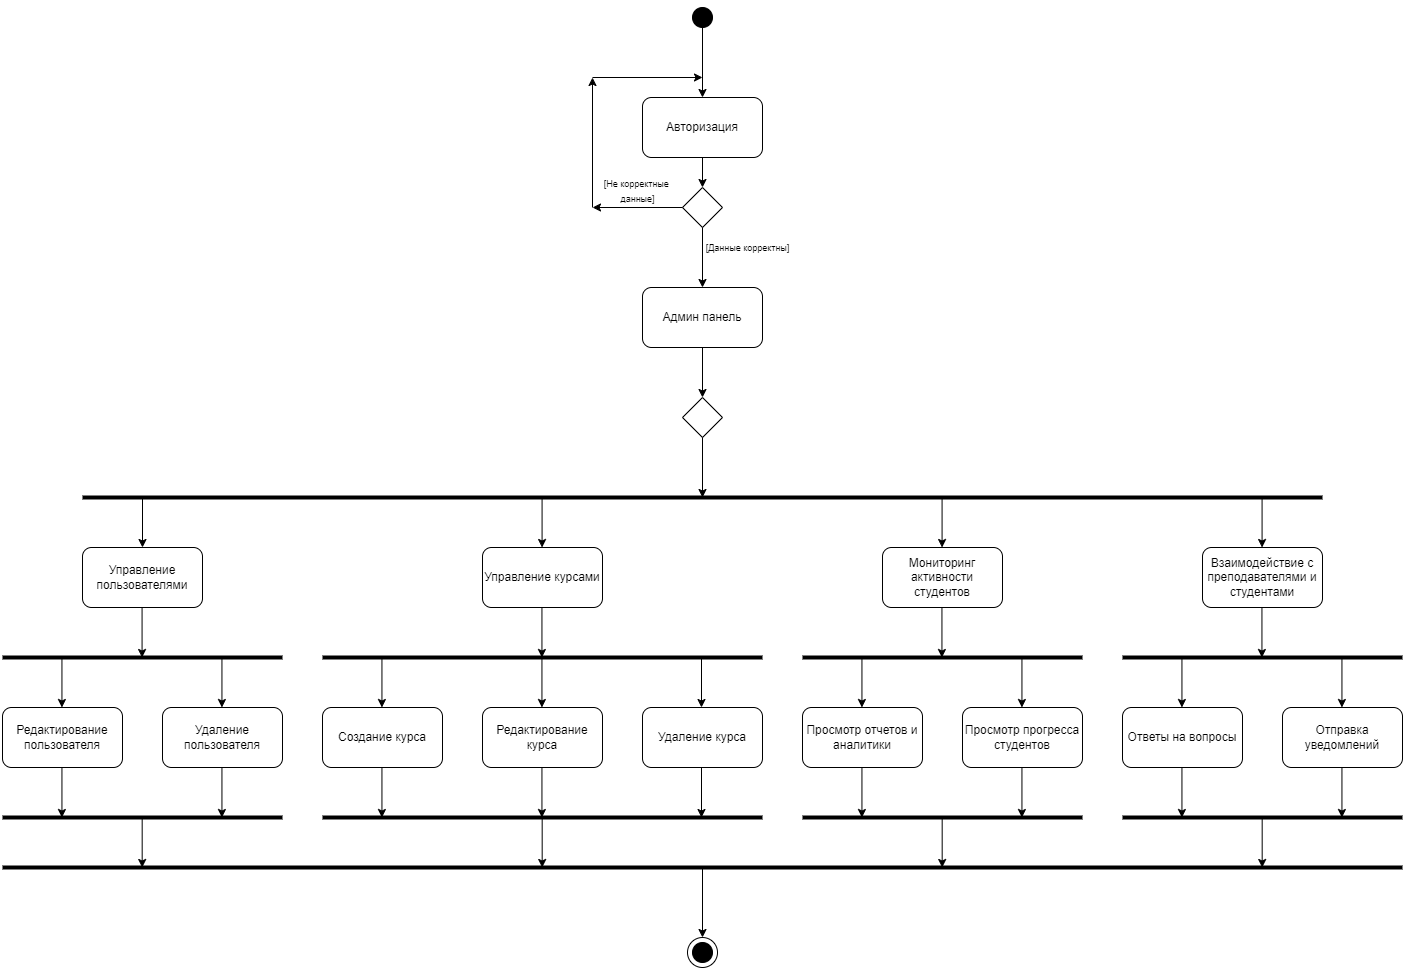 Авторизация
[Не корректные
данные]
[Данные корректны]
Админ панель
Управление
пользователями
Управление курсами
Мониторинг
активности
студентов
Взаимодействие с
преподавателями и
студентами
Редактирование
пользователя
Удаление
пользователя
Создание курса
Редактирование
курса
Удаление курса
Просмотр отчетов и
аналитики
Просмотр прогресса
студентов
Ответы на вопросы
Отправка
уведомлений